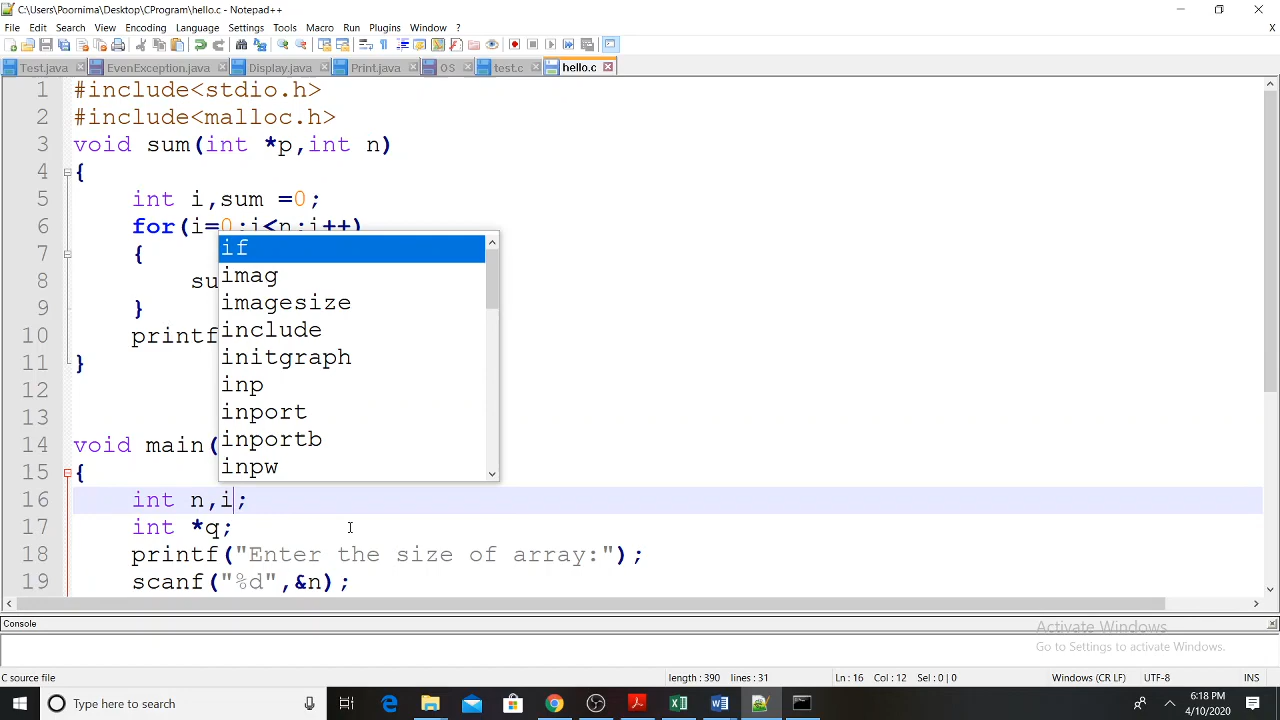 C:\Users\Poornima\Desktop\CProgram\hello.c - Notepad++
File Edit Search View Encoding Language Settings Tools Macro Run Plugins Window ?
Test.java EvenException.java Display.java Print.java OS test.c hello.c
1 #include<stdio.h>
2 #include<malloc.h>
3 void sum(int *p,int n)
4 {
5 int i,sum =0;
6 for(i=0;i<n;i++)
7 {
8 su
9 }
10 printf
11 }
12
13
14 void main(
15 {
16 int n,i;
17 int *q;
18 printf("Enter the size of array:");
19 scanf("%d",&n);
if
imag
imagesize
include
initgraph
inp
inport
inportb
inpw
Console
Activate Windows
Go to Settings to activate Windows.
C source file length : 390 lines : 31 Ln : 16 Col : 12 Sel : 0 | 0 Windows (CR LF) UTF-8 INS
Type here to search
6:18 PM
4/10/2020